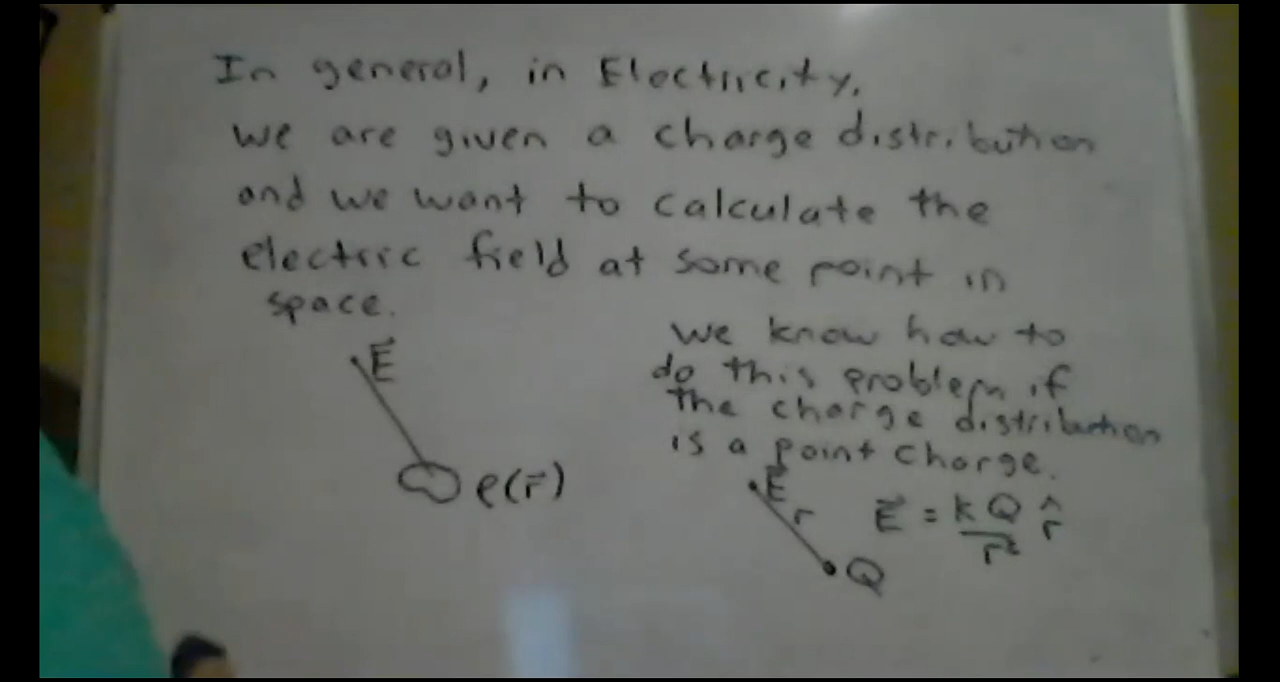 In general, in Electircity,
we are given a charge distribution
and we want to calculate the
electric field at some point in
space.
E⃗
ρ(r⃗)
we know how to
do this problem if
the charge distribution
is a point charge.
E⃗
r
Q
E⃗ = kQ/r² r̂